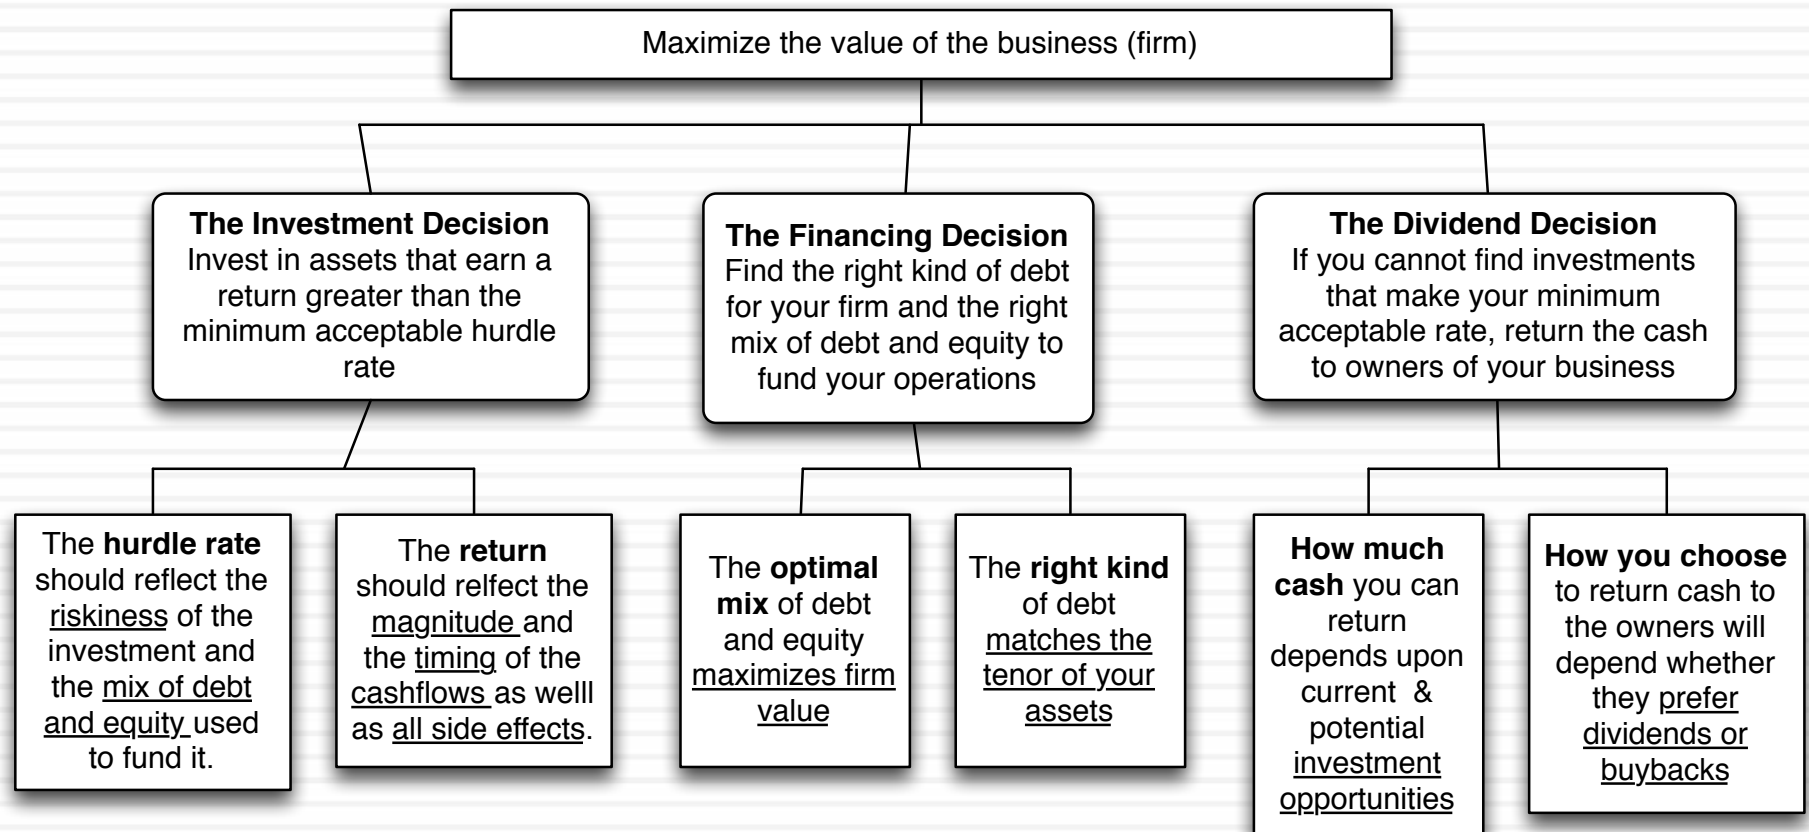 Maximize the value of the business (firm)
The Investment Decision
Invest in assets that earn a
return greater than the
minimum acceptable hurdle
rate
The Financing Decision
Find the right kind of debt
for your firm and the right
mix of debt and equity to
fund your operations
The Dividend Decision
If you cannot find investments
that make your minimum
acceptable rate, return the cash
to owners of your business
The hurdle rate
should reflect the
riskiness of the
investment and
the mix of debt
and equity used
to fund it.
The return
should relfect the
magnitude and
the timing of the
cashflows as welll
as all side effects.
The optimal
mix of debt
and equity
maximizes firm
value
The right kind
of debt
matches the
tenor of your
assets
How much
cash you can
return
depends upon
current & 
potential
investment
opportunities
How you choose
to return cash to
the owners will
depend whether
they prefer
dividends or
buybacks